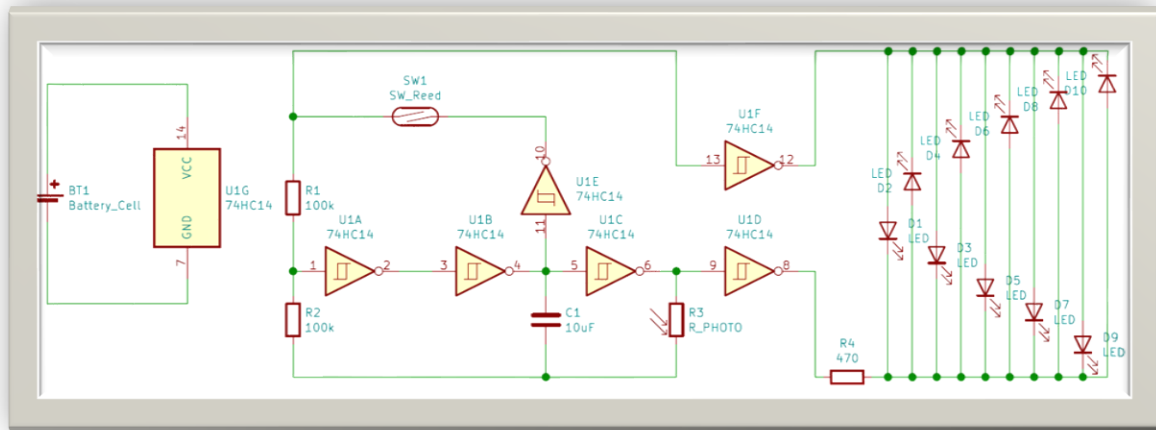 14
VCC
BT1
Battery_Cell
U1G
74HC14
GND
7
SW1
SW_Reed
10
U1E
74HC14
11
R1
100k
U1A
74HC14
1
2
U1B
74HC14
3
4
U1C
74HC14
5
6
R2
100k
C1
10uF
R3
R_PHOTO
U1F
74HC14
13
12
U1D
74HC14
9
8
R4
470
LED
D2
D1
LED
LED
D4
D3
LED
LED
D6
D5
LED
LED
D8
D7
LED
LED
D10
D9
LED